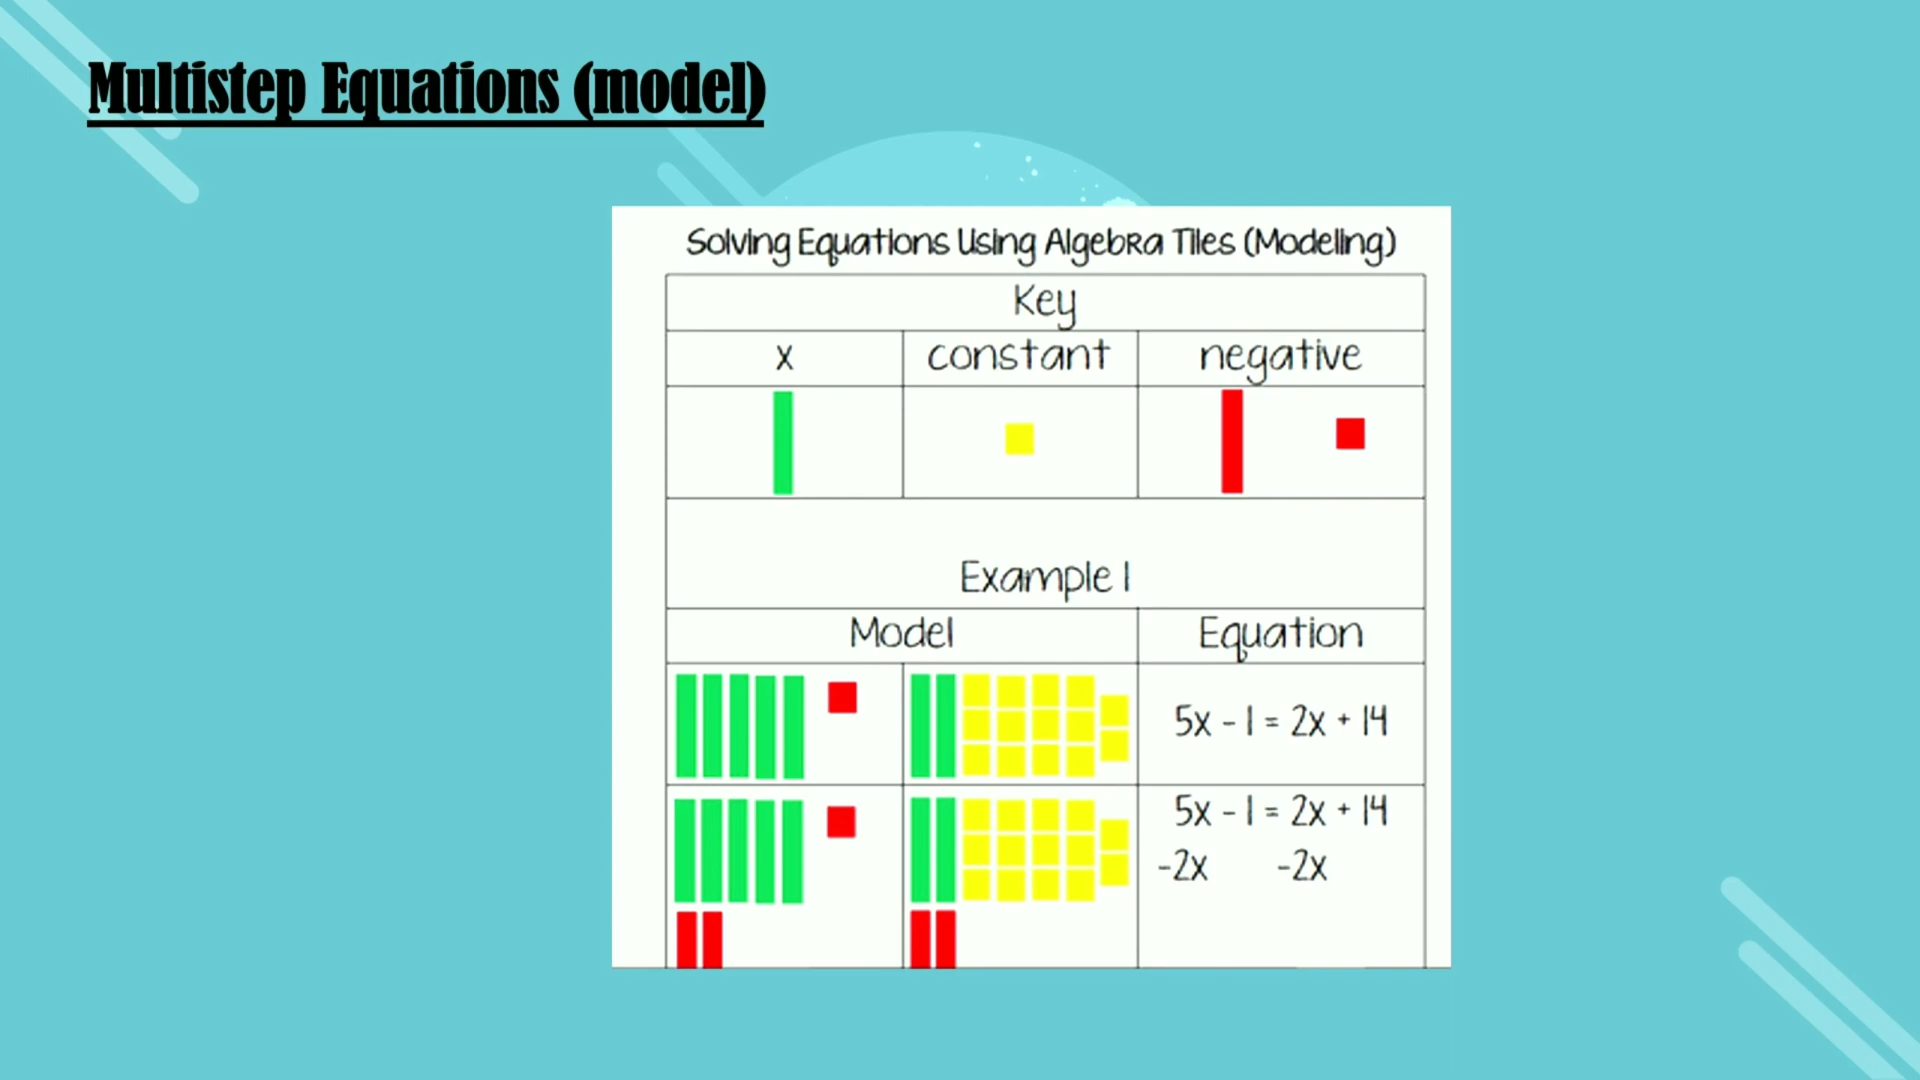 Multistep Equations (model)
Solving Equations Using Algebra Tiles (Modeling)
Key
x constant negative
Example 1
Model Equation
5x - 1 = 2x + 14
5x - 1 = 2x + 14
-2x -2x